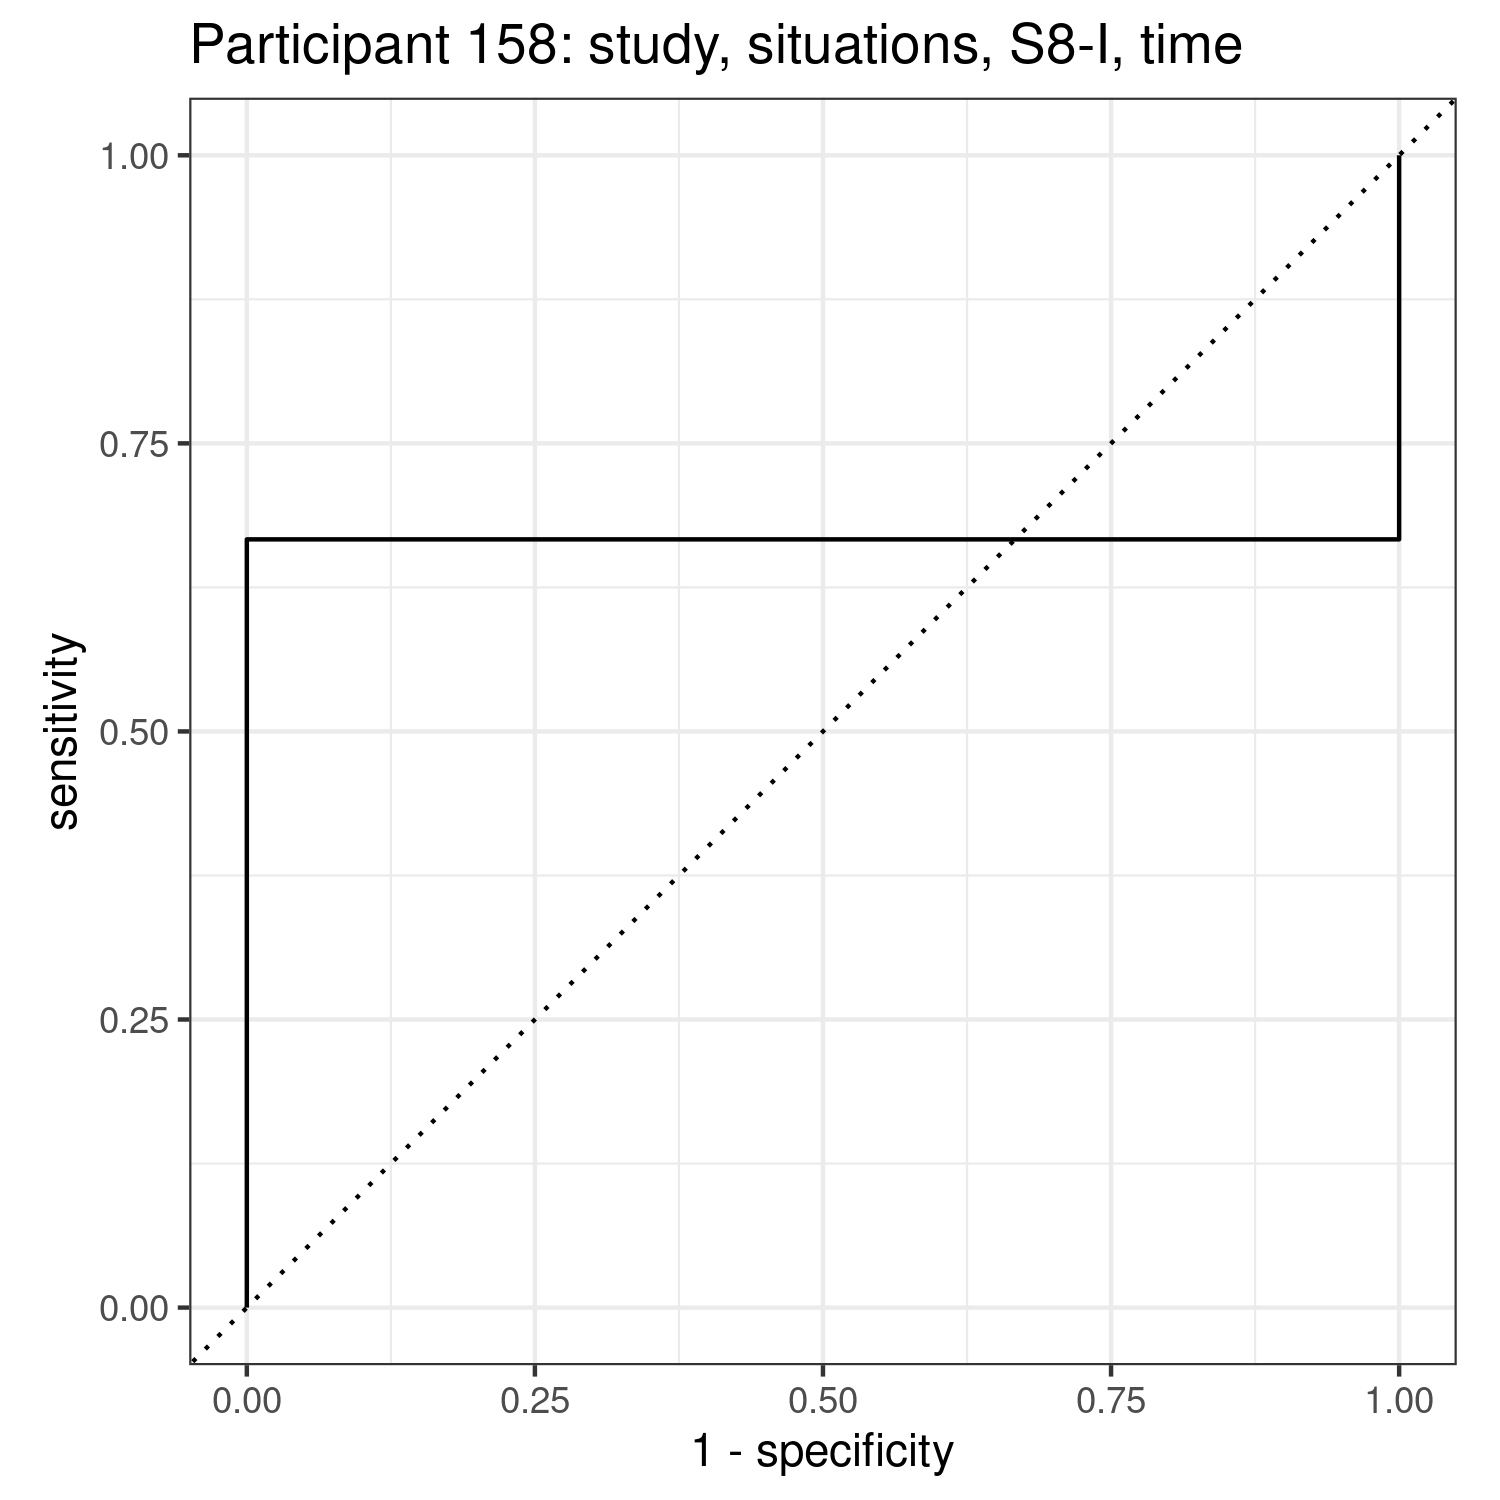 Participant 158: study, situations, S8-I, time
sensitivity
1.00
0.75
0.50
0.25
0.00
0.00 0.25 0.50 0.75 1.00
1 - specificity